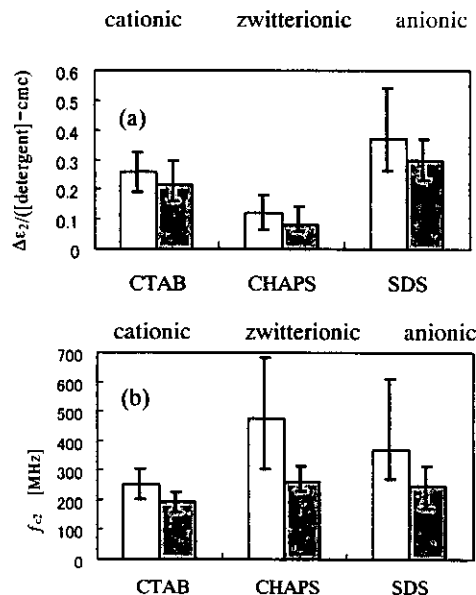 cationic zwitterionic anionic
0.6
0.5
0.4
0.3
0.2
0.1
0
(a)
Δε₂/([detergent]-cmc)
CTAB CHAPS SDS
cationic zwitterionic anionic
700
600
500
400
300
200
100
0
(b)
f_c2 [MHz]
CTAB CHAPS SDS